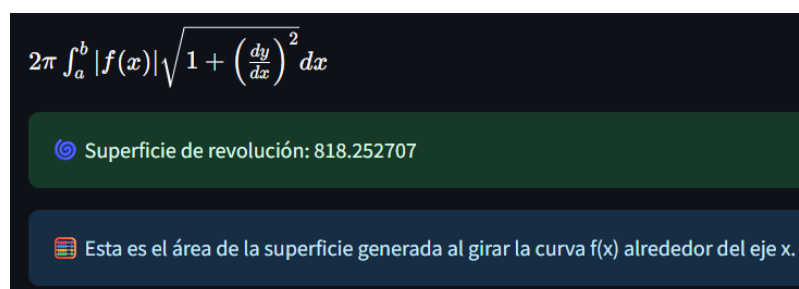 2π ∫_a^b |f(x)| √(1 + (dy/dx)^2) dx
🌀 Superficie de revolución: 818.252707
🧮 Esta es el área de la superficie generada al girar la curva f(x) alrededor del eje x.